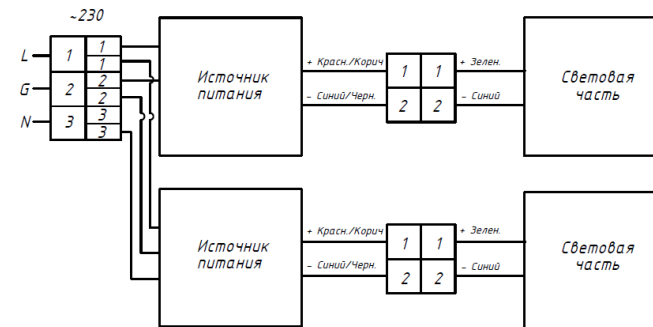 ~230
L
1
1
1
G
2
2
2
N
3
3
3
Источник
питания
+ Красн./Корич
1 1
+ Зелен.
- Синий/Черн.
2 2
- Синий
Световая
часть
Источник
питания
+ Красн./Корич
1 1
+ Зелен.
- Синий/Черн.
2 2
- Синий
Световая
часть